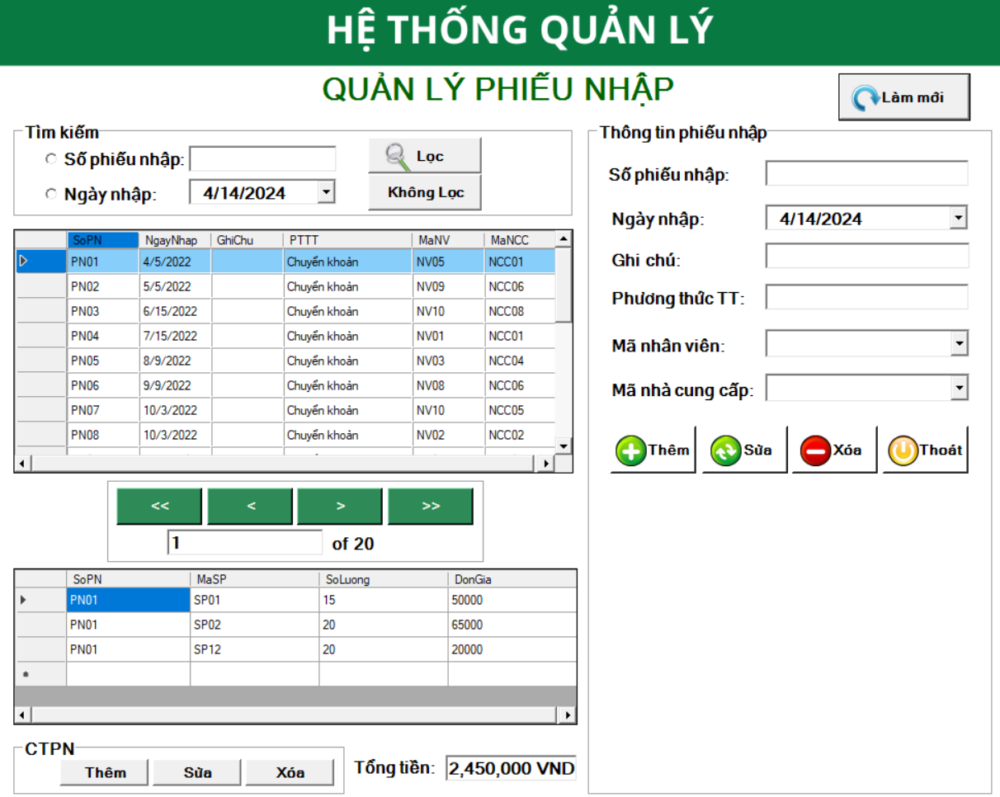 HỆ THỐNG QUẢN LÝ
QUẢN LÝ PHIẾU NHẬP
Làm mới
Tìm kiếm
Số phiếu nhập:
Lọc
Ngày nhập: 4/14/2024
Không Lọc
SoPN NgayNhap GhiChu PTTT MaNV MaNCC
PN01 4/5/2022 Chuyển khoản NV05 NCC01
PN02 5/5/2022 Chuyển khoản NV09 NCC06
PN03 6/15/2022 Chuyển khoản NV10 NCC08
PN04 7/15/2022 Chuyển khoản NV01 NCC01
PN05 8/9/2022 Chuyển khoản NV03 NCC04
PN06 9/9/2022 Chuyển khoản NV08 NCC06
PN07 10/3/2022 Chuyển khoản NV10 NCC05
PN08 10/3/2022 Chuyển khoản NV02 NCC02
<< < > >>
1 of 20
SoPN MaSP SoLuong DonGia
PN01 SP01 15 50000
PN01 SP02 20 65000
PN01 SP12 20 20000
*
CTPN
Thêm Sửa Xóa
Tổng tiền: 2,450,000 VND
Thông tin phiếu nhập
Số phiếu nhập:
Ngày nhập: 4/14/2024
Ghi chú:
Phương thức TT:
Mã nhân viên:
Mã nhà cung cấp:
Thêm Sửa Xóa Thoát